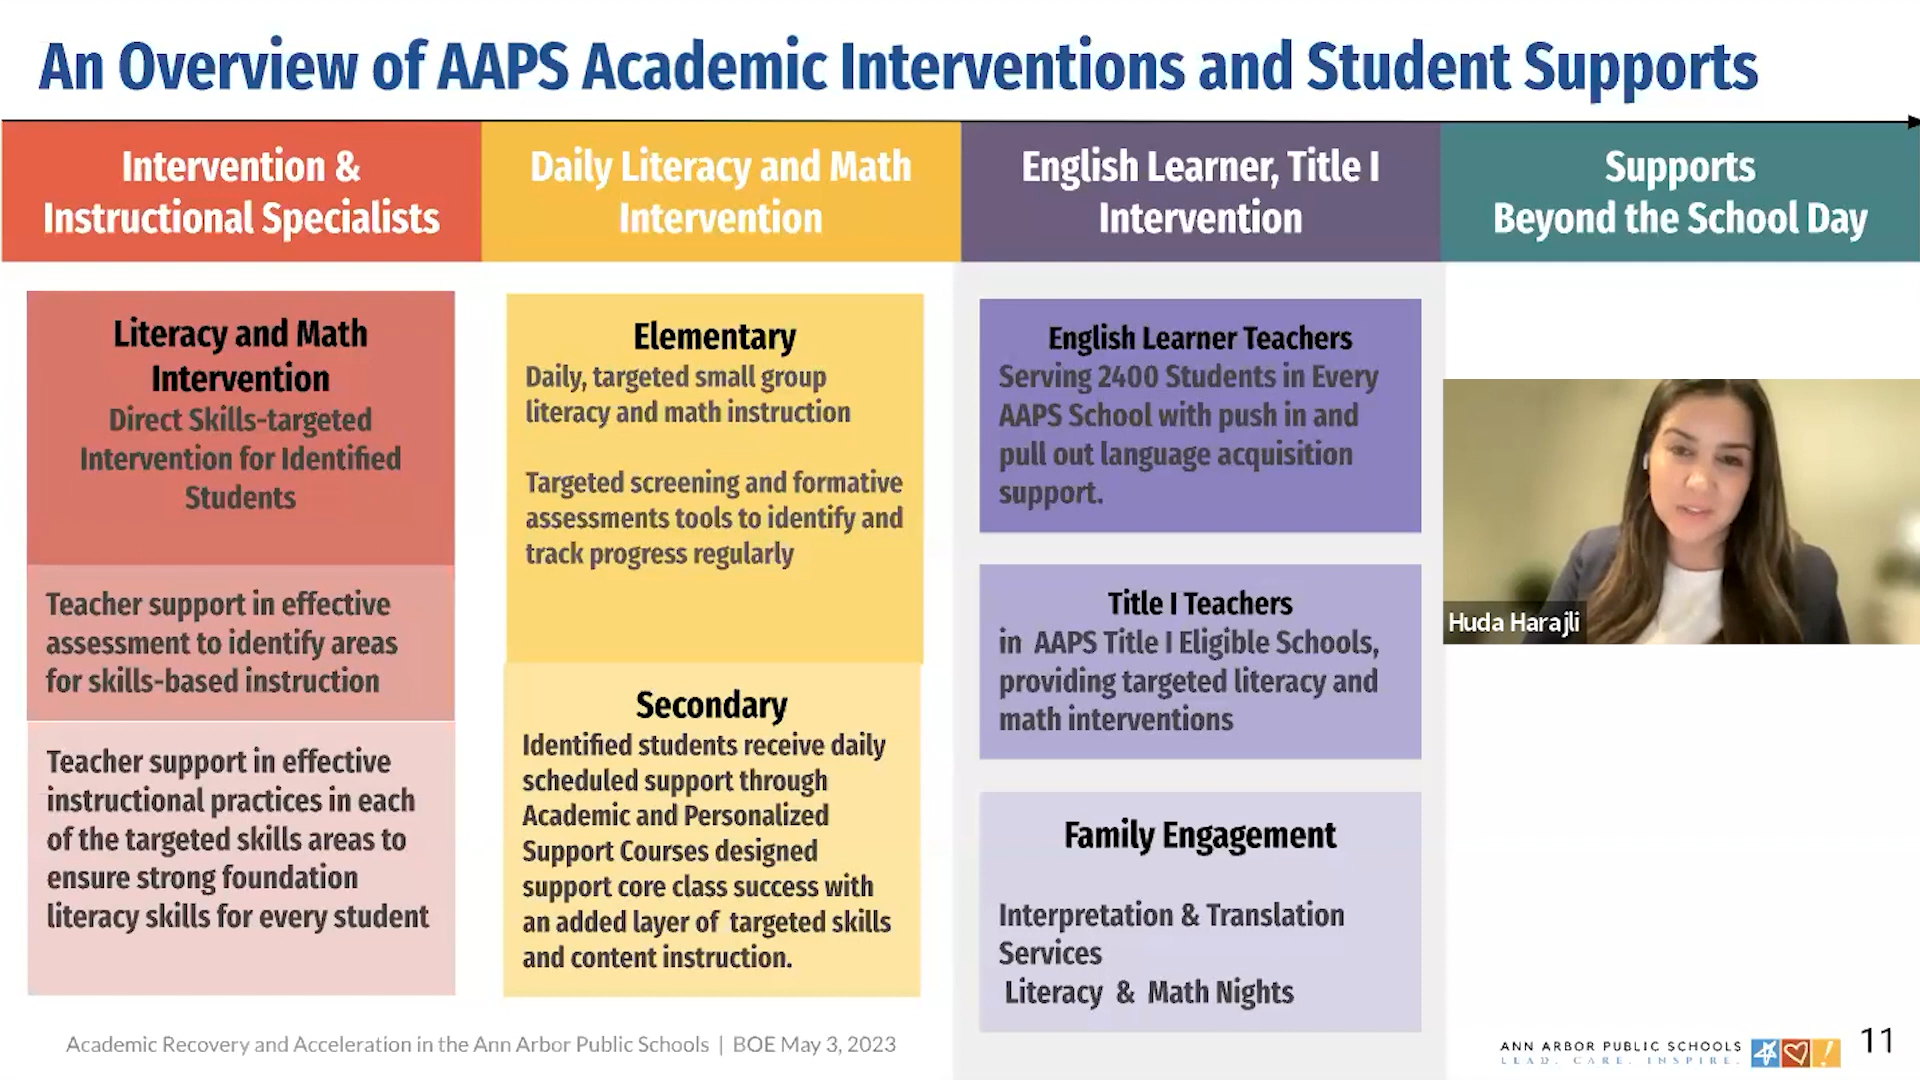 An Overview of AAPS Academic Interventions and Student Supports
Intervention &
Instructional Specialists
Daily Literacy and Math
Intervention
English Learner, Title I
Intervention
Supports
Beyond the School Day
Literacy and Math
Intervention
Direct Skills-targeted
Intervention for Identified
Students
Teacher support in effective
assessment to identify areas
for skills-based instruction
Teacher support in effective
instructional practices in each
of the targeted skills areas to
ensure strong foundation
literacy skills for every student
Elementary
Daily, targeted small group
literacy and math instruction
Targeted screening and formative
assessments tools to identify and
track progress regularly
Secondary
Identified students receive daily
scheduled support through
Academic and Personalized
Support Courses designed
support core class success with
an added layer of targeted skills
and content instruction.
English Learner Teachers
Serving 2400 Students in Every
AAPS School with push in and
pull out language acquisition
support.
Title I Teachers
in AAPS Title I Eligible Schools,
providing targeted literacy and
math interventions
Family Engagement
Interpretation & Translation
Services
Literacy & Math Nights
Huda Harajli
Academic Recovery and Acceleration in the Ann Arbor Public Schools | BOE May 3, 2023
ANN ARBOR PUBLIC SCHOOLS
LEAD. CARE. INSPIRE.
11